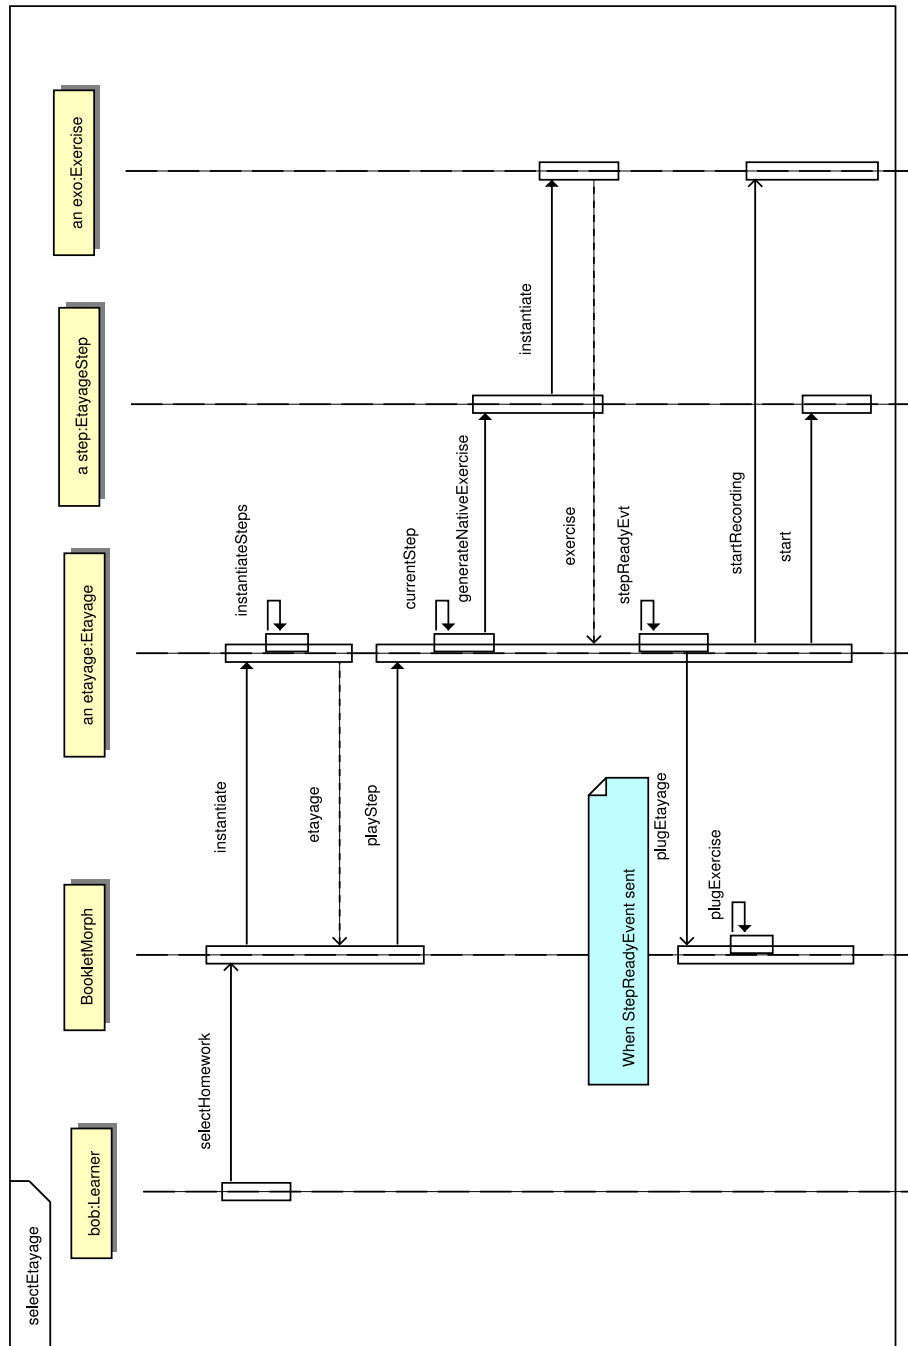 selectEtayage
bob:Learner
BookletMorph
an etayage:Etayage
a step:EtayageStep
an exo:Exercise
selectHomework
instantiate
instantiateSteps
etayage
playStep
currentStep
generateNativeExercise
instantiate
exercise
stepReadyEvt
When StepReadyEvent sent
plugEtayage
plugExercise
startRecording
start